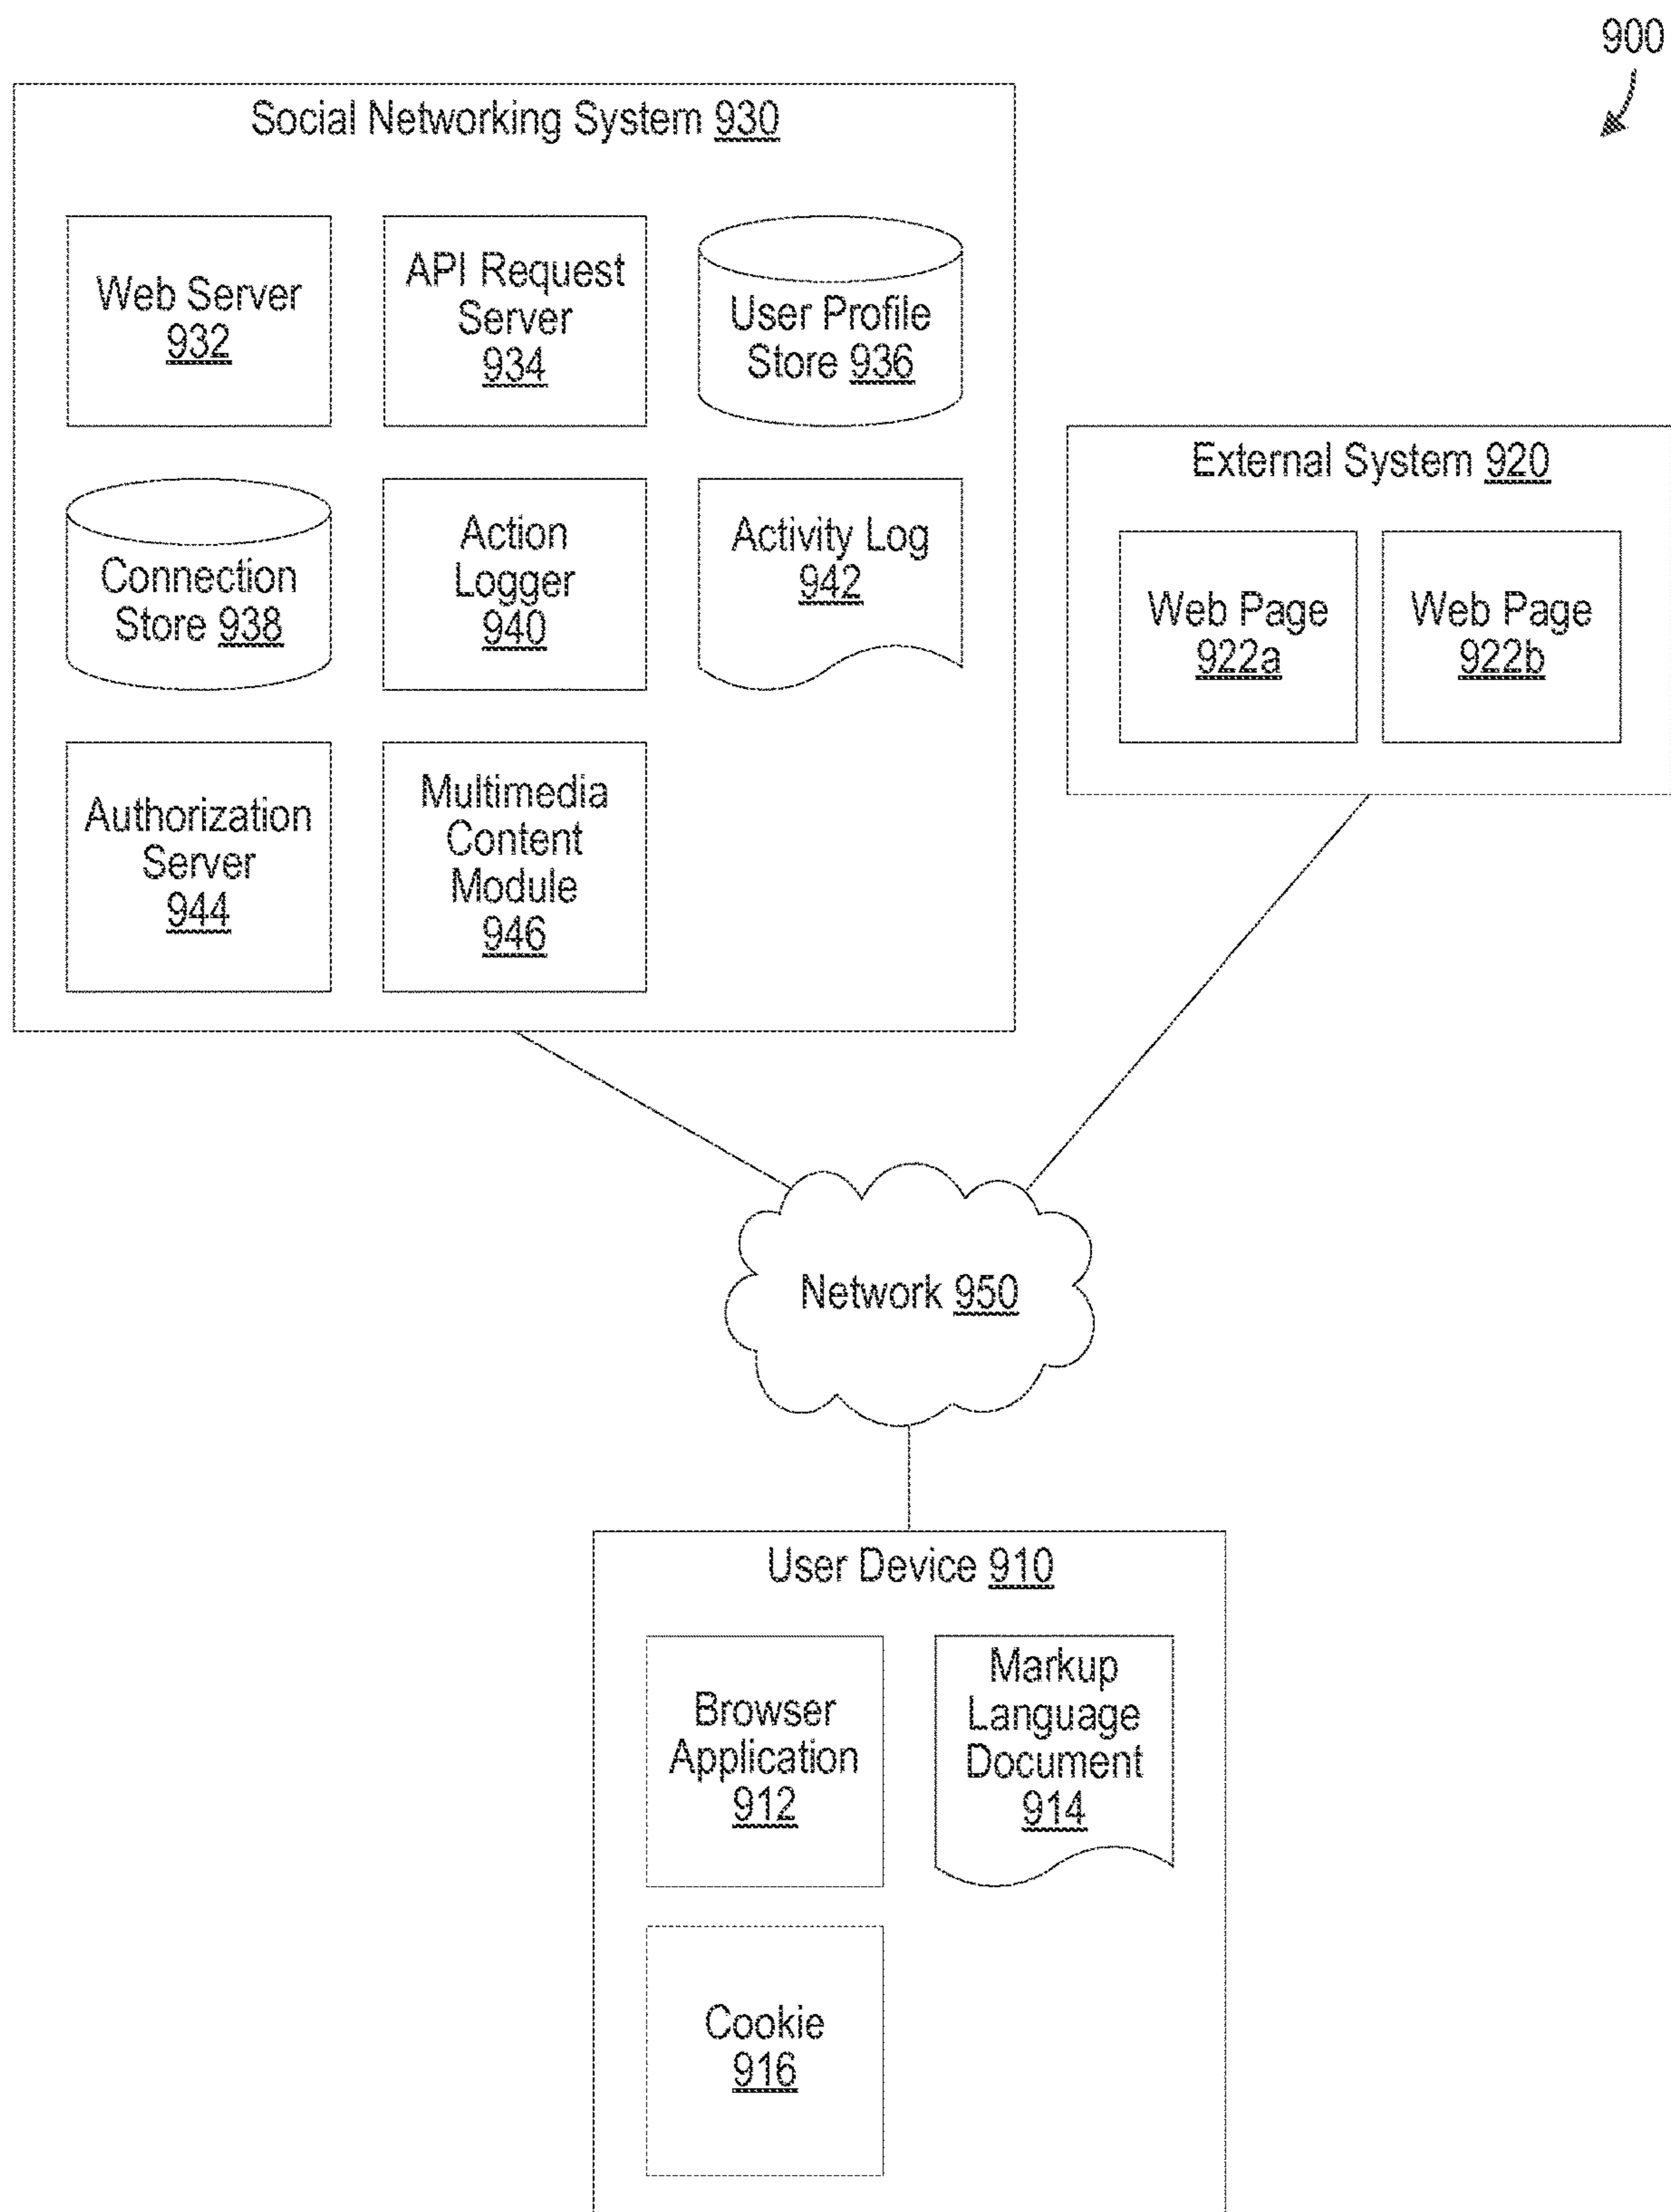 900
Social Networking System 930
Web Server
932
API Request
Server
934
User Profile
Store 936
Connection
Store 938
Action
Logger
940
Activity Log
942
Authorization
Server
944
Multimedia
Content
Module
946
External System 920
Web Page
922a
Web Page
922b
Network 950
User Device 910
Browser
Application
912
Markup
Language
Document
914
Cookie
916